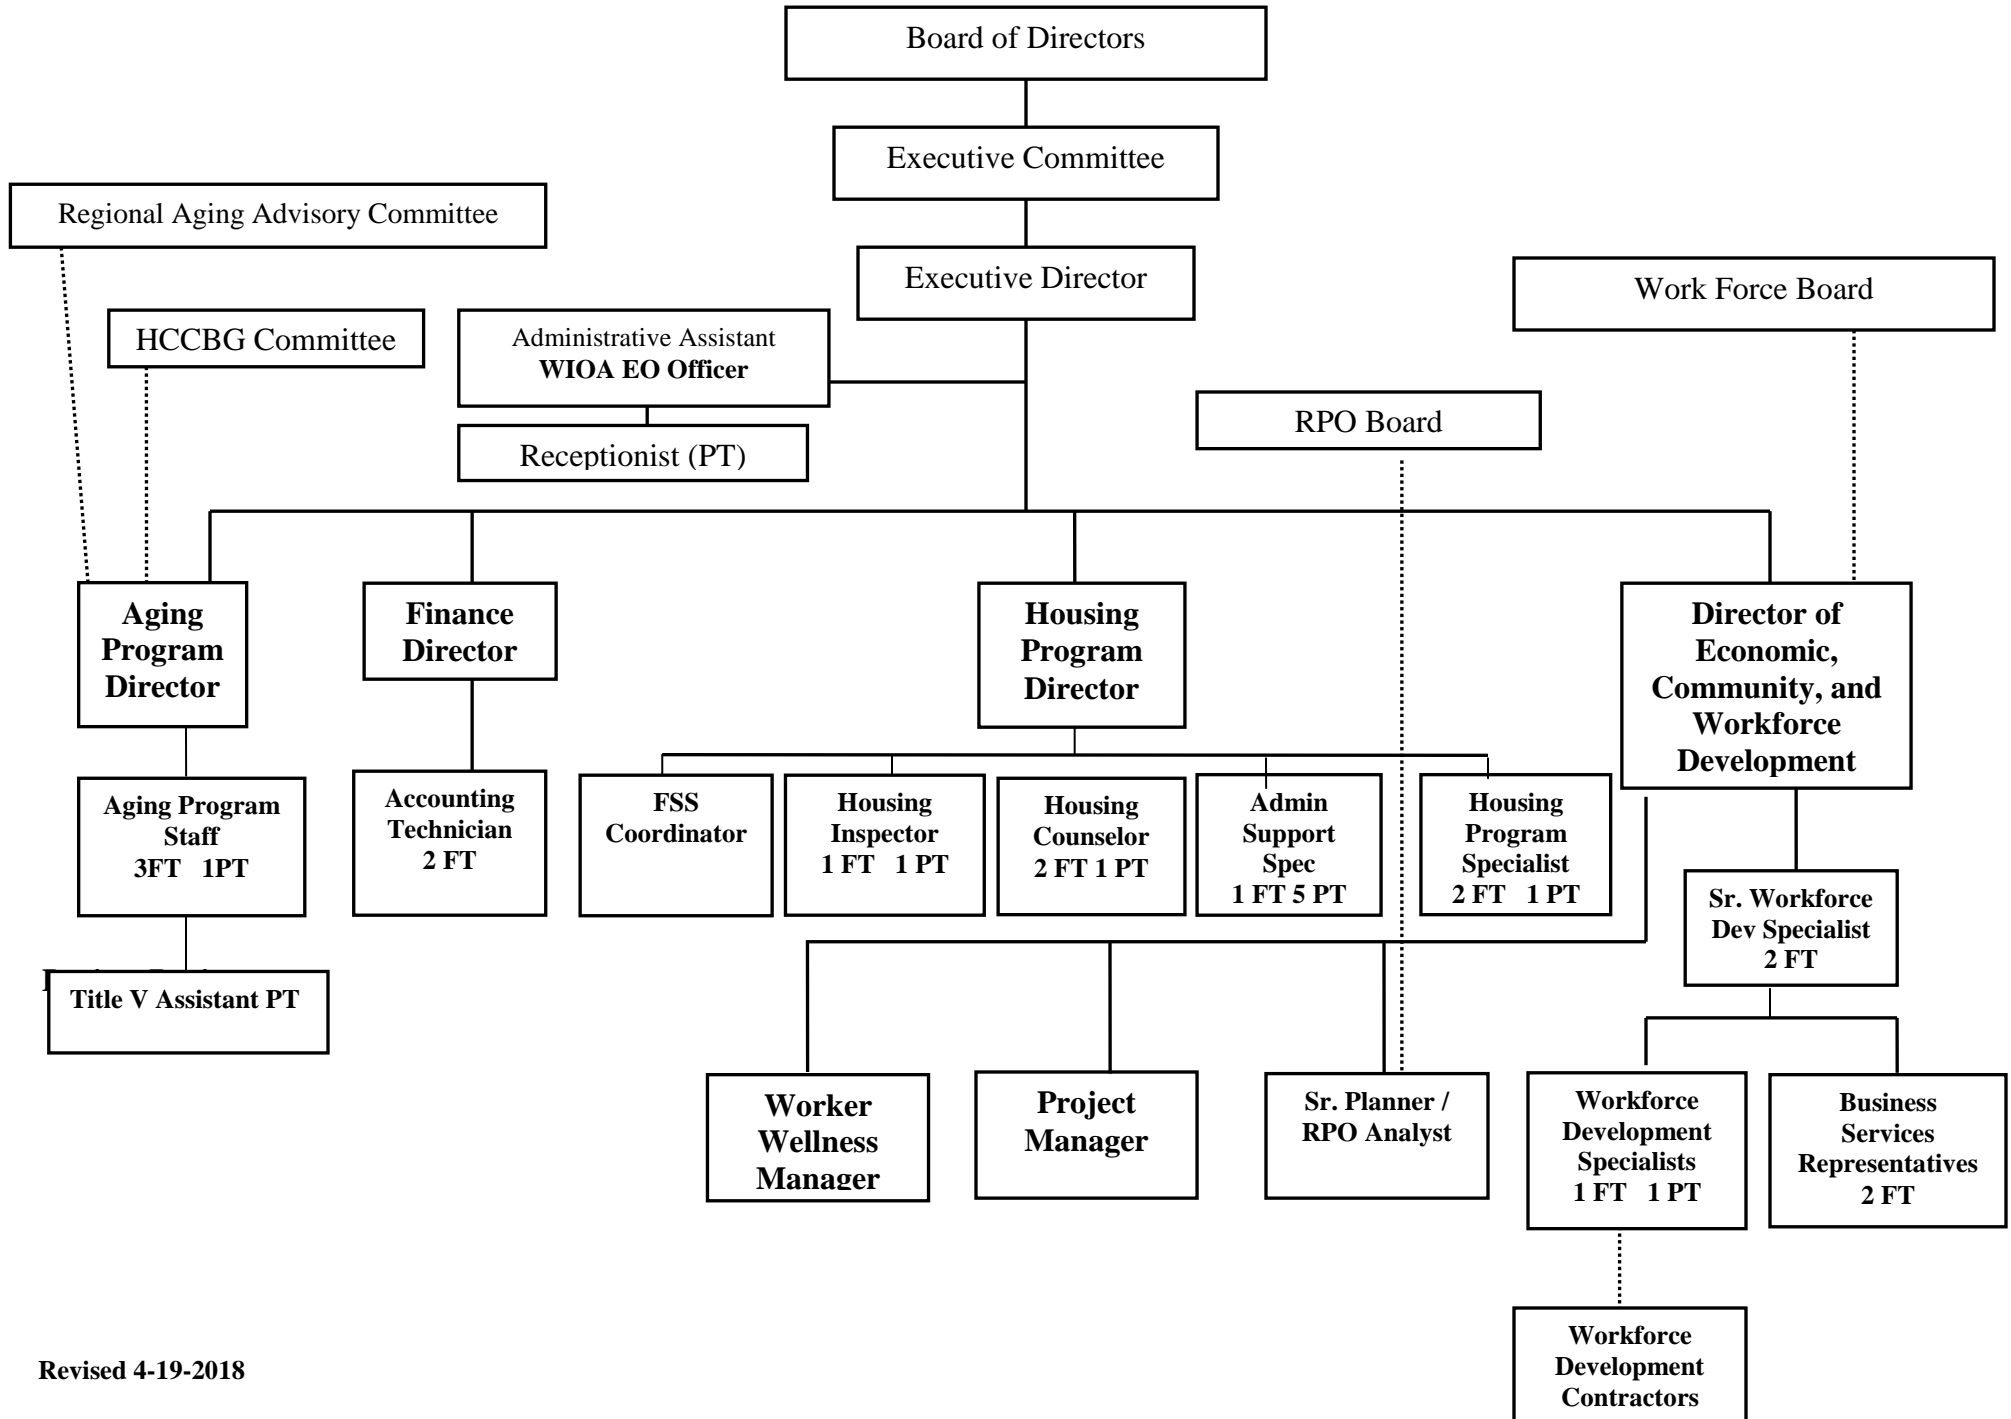 Board of Directors
Executive Committee
Regional Aging Advisory Committee
Executive Director
Work Force Board
HCCBG Committee
Administrative Assistant
WIOA EO Officer
RPO Board
Receptionist (PT)
Aging
Program
Director
Finance
Director
Housing
Program
Director
Director of
Economic,
Community, and
Workforce
Development
Aging Program
Staff
3FT 1PT
Accounting
Technician
2 FT
FSS
Coordinator
Housing
Inspector
1 FT 1 PT
Housing
Counselor
2 FT 1 PT
Admin
Support
Spec
1 FT 5 PT
Housing
Program
Specialist
2 FT 1 PT
Sr. Workforce
Dev Specialist
2 FT
Title V Assistant PT
Worker
Wellness
Manager
Project
Manager
Sr. Planner /
RPO Analyst
Workforce
Development
Specialists
1 FT 1 PT
Business
Services
Representatives
2 FT
Workforce
Development
Contractors
Revised 4-19-2018